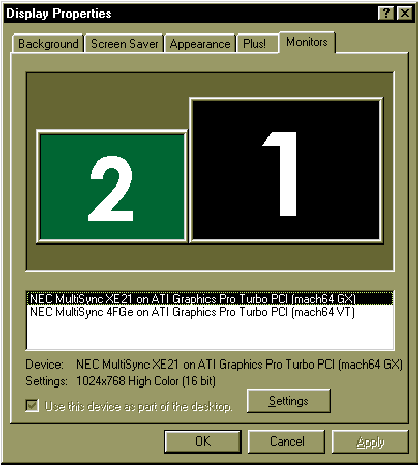 Display Properties
Background Screen Saver Appearance Plus! Monitors
2 1
NEC MultiSync XE21 on ATI Graphics Pro Turbo PCI (mach64 GX)
NEC MultiSync 4FGe on ATI Graphics Pro Turbo PCI (mach64 VT)
Device: NEC MultiSync XE21 on ATI Graphics Pro Turbo PCI (mach64 GX)
Settings: 1024x768 High Color (16 bit)
Use this device as part of the desktop.
Settings
OK Cancel Apply